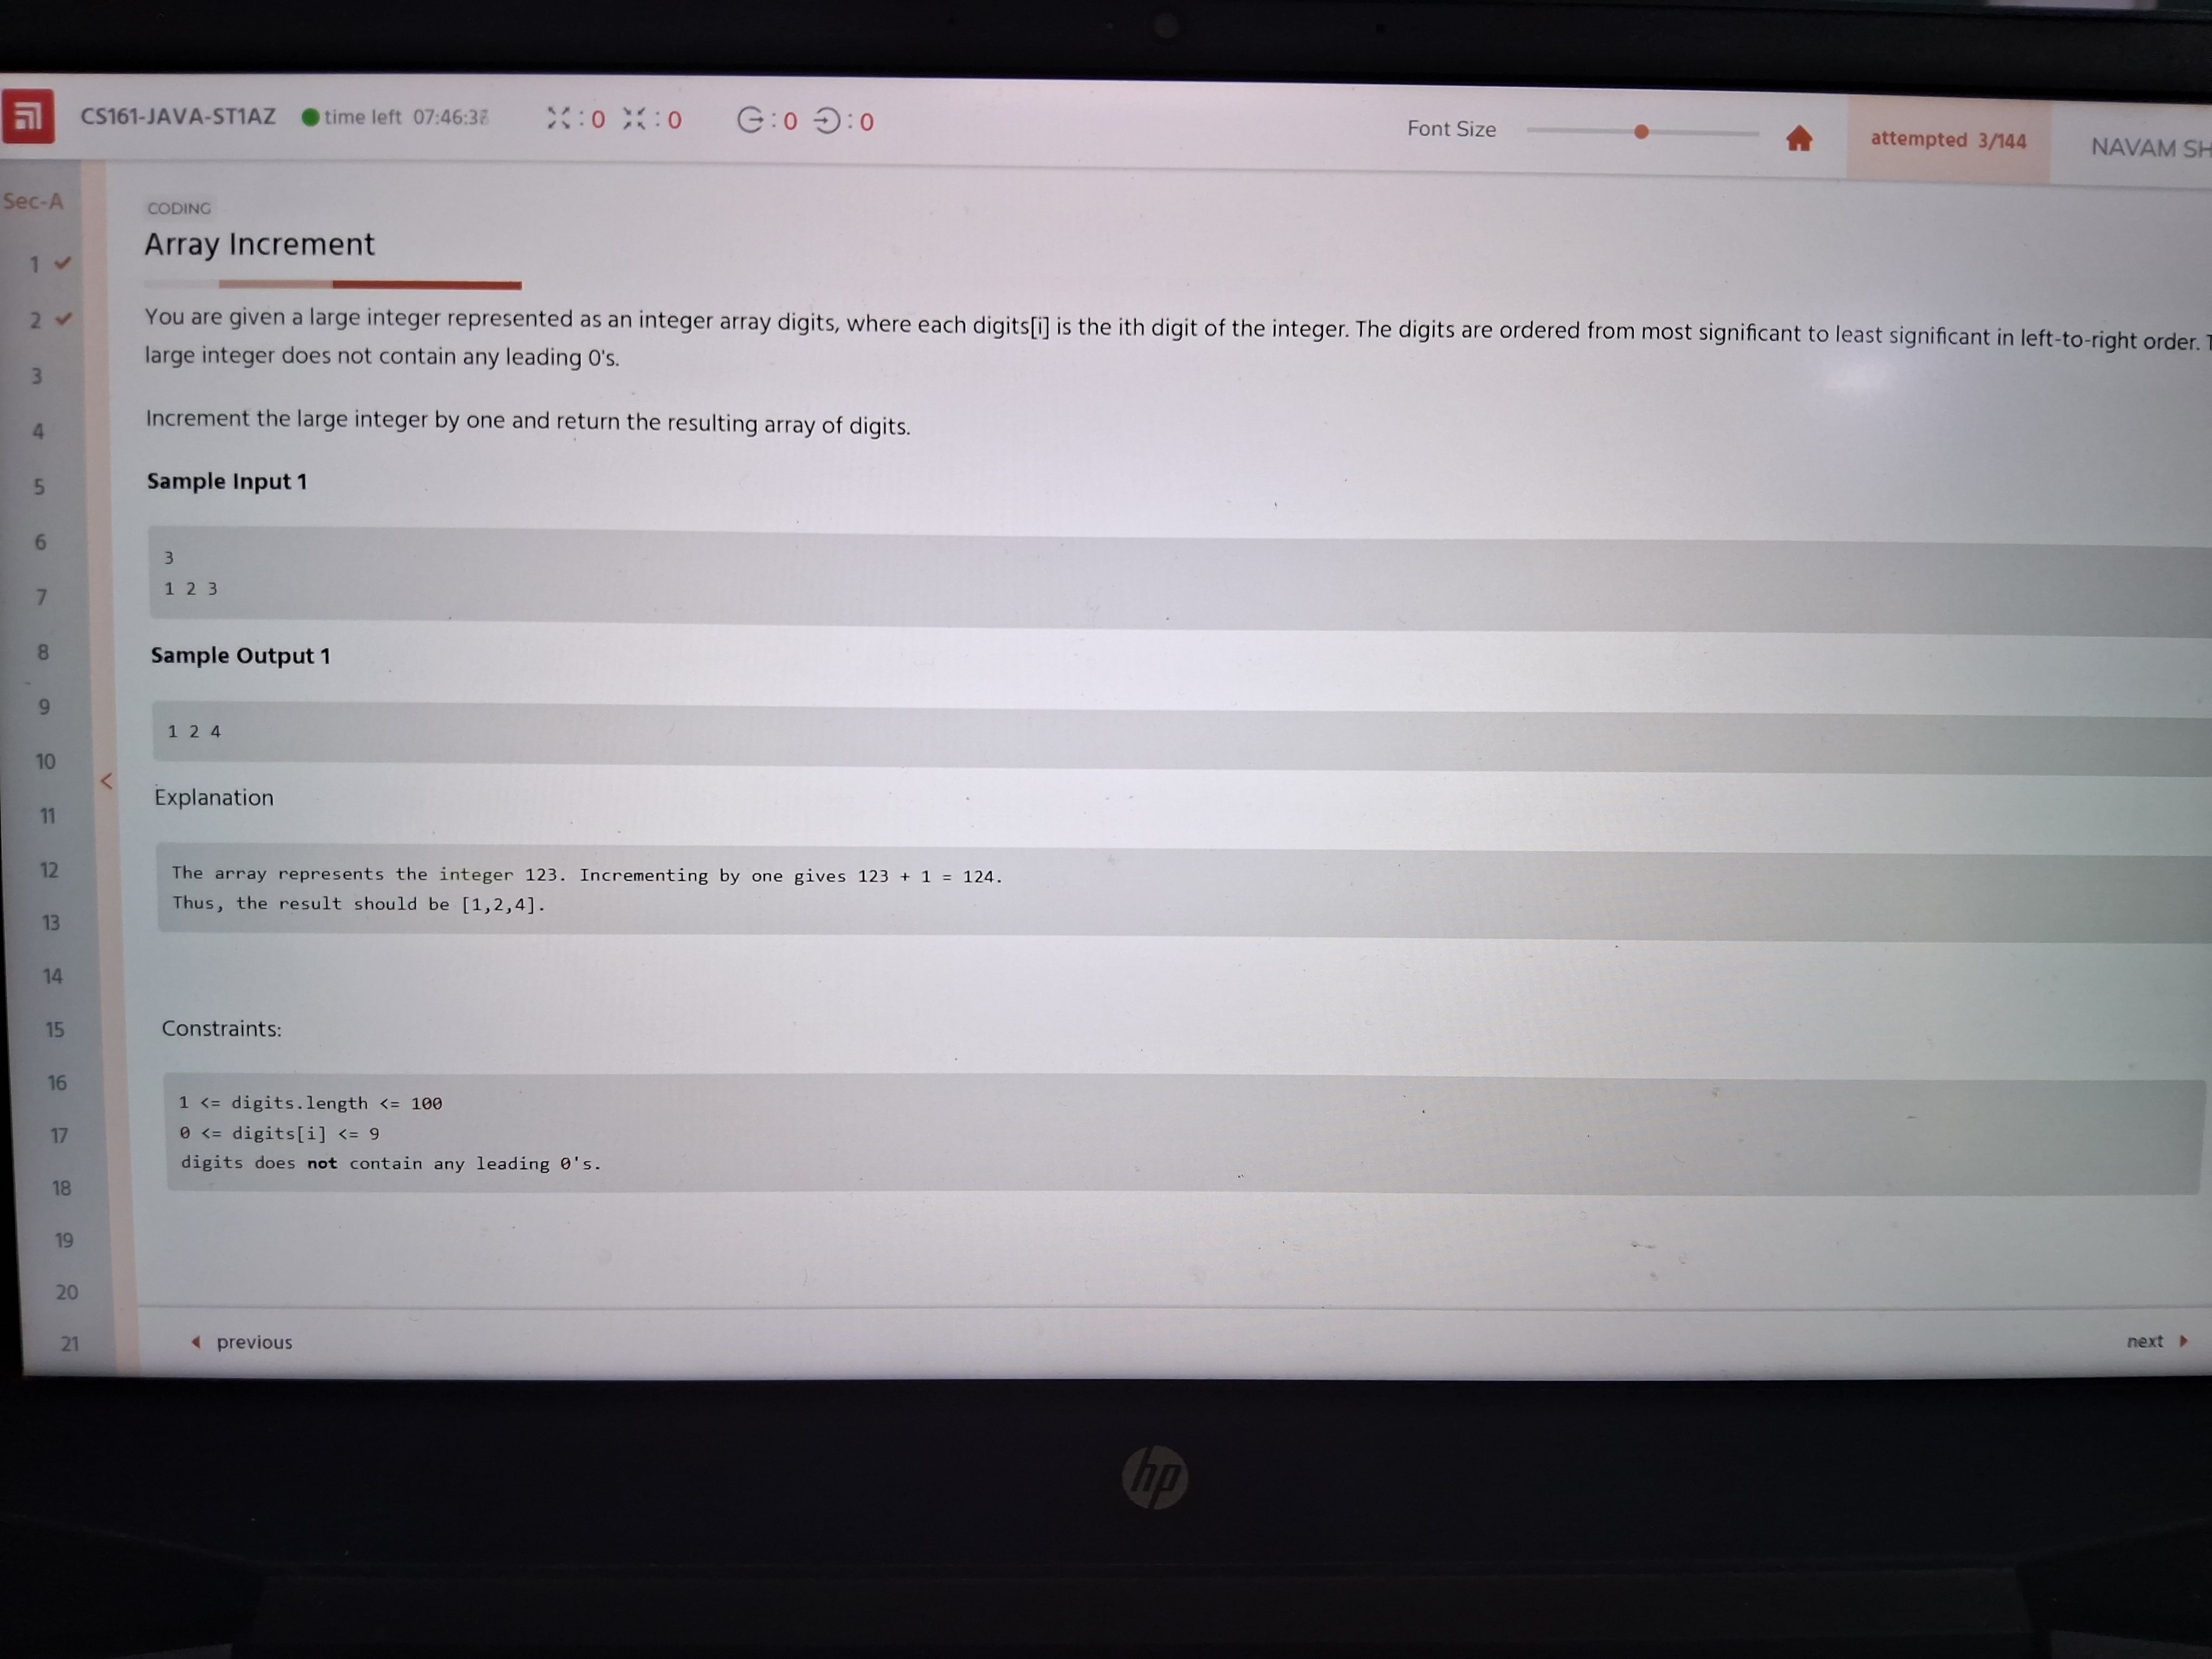 CS161-JAVA-ST1AZ time left 07:46:3 :0 :0 :0 :0 Font Size attempted 3/144 NAVAM SH
Sec-A
CODING
Array Increment
1
2
3
4
5
6
7
8
9
10
11
12
13
14
15
16
17
18
19
20
21
You are given a large integer represented as an integer array digits, where each digits[i] is the ith digit of the integer. The digits are ordered from most significant to least significant in left-to-right order. T
large integer does not contain any leading 0's.
Increment the large integer by one and return the resulting array of digits.
Sample Input 1
3
1 2 3
Sample Output 1
1 2 4
Explanation
The array represents the integer 123. Incrementing by one gives 123 + 1 = 124.
Thus, the result should be [1,2,4].
Constraints:
1 <= digits.length <= 100
0 <= digits[i] <= 9
digits does not contain any leading 0's.
previous
next
hp